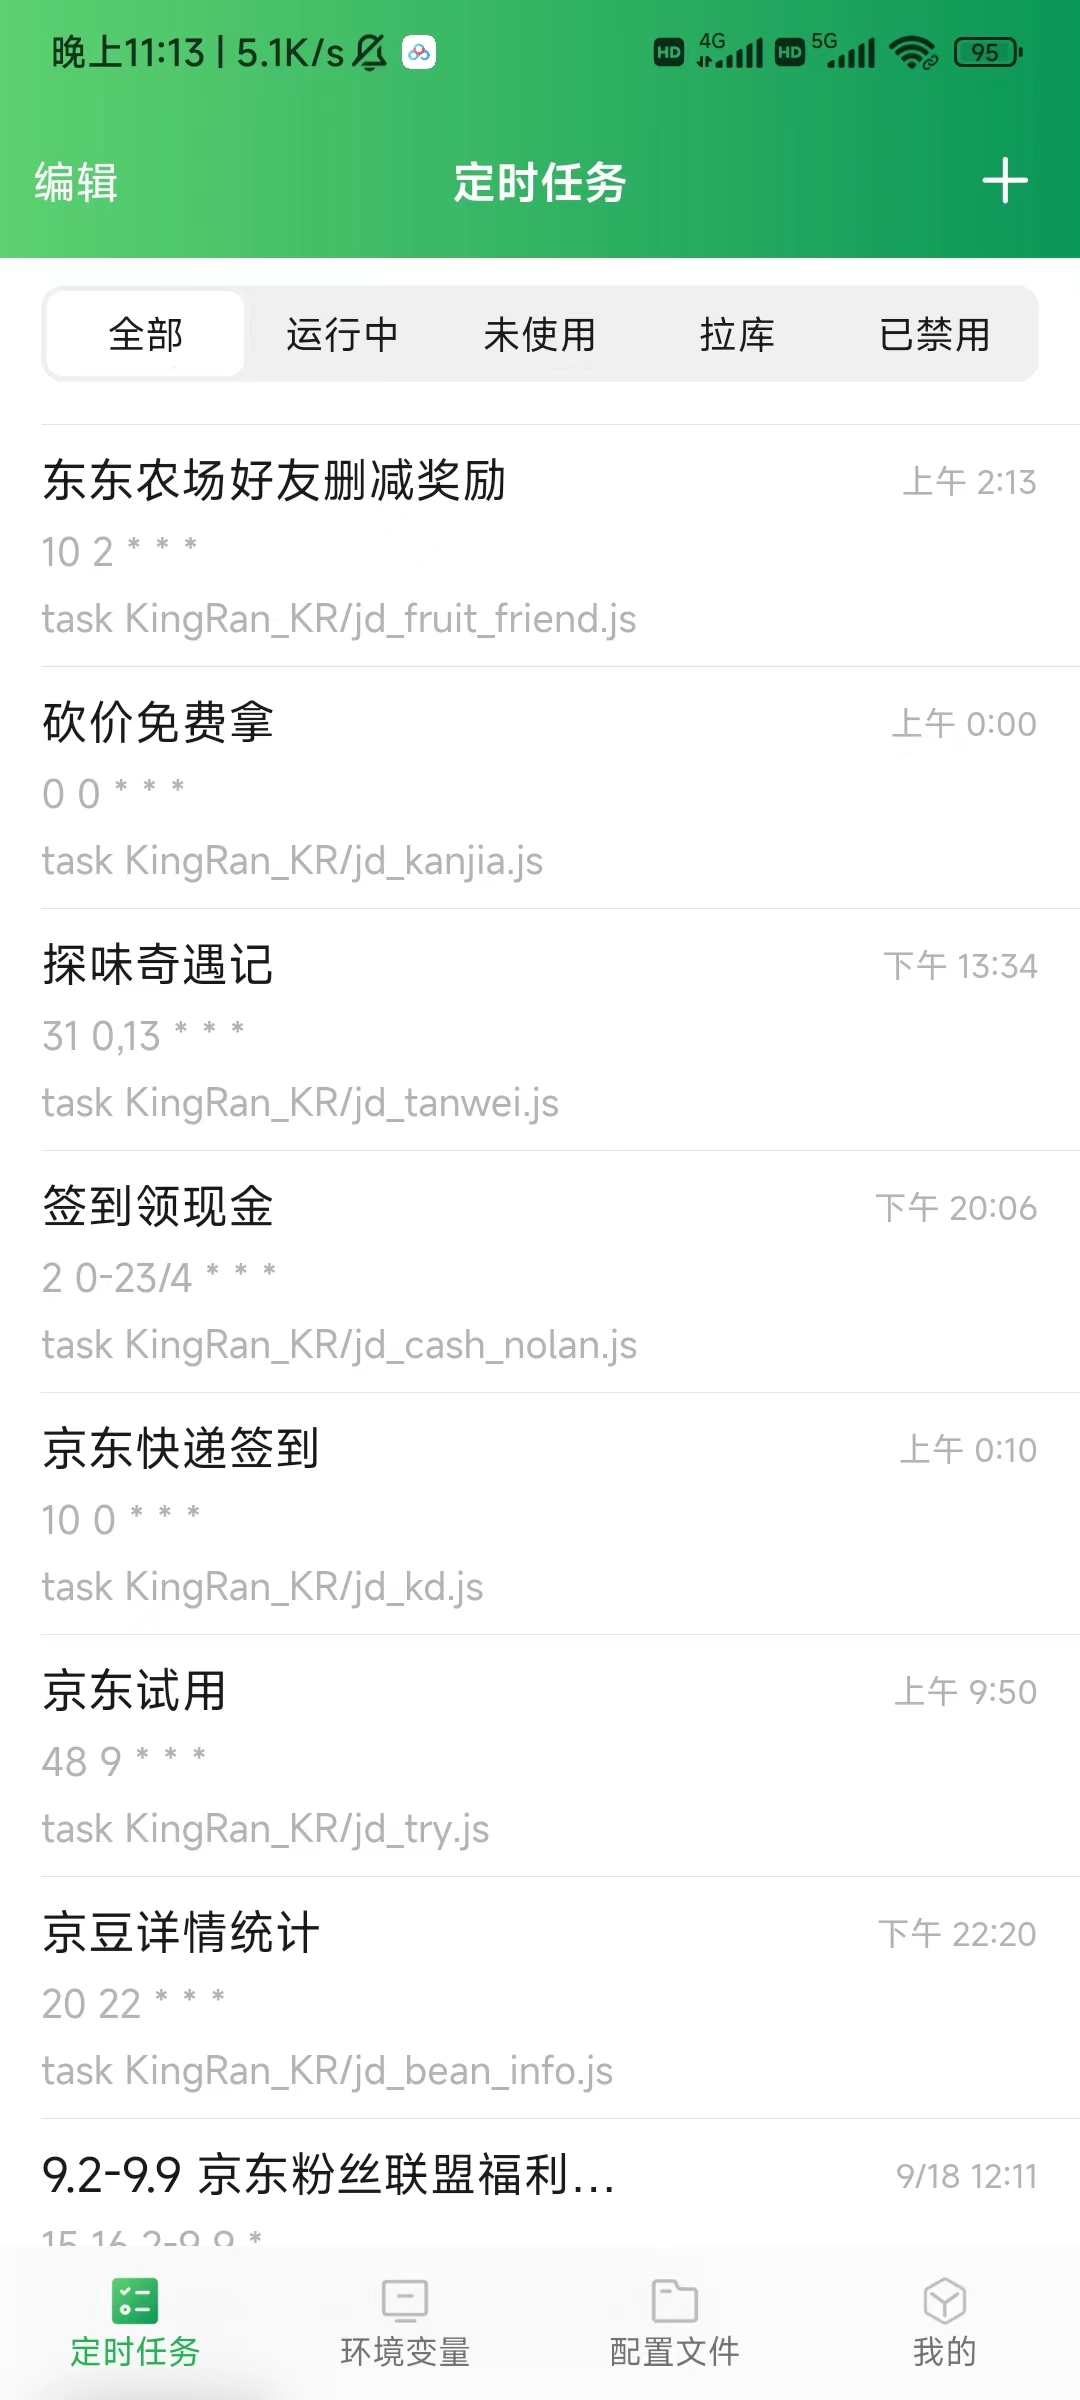 晚上11:13 | 5.1K/s HD 4G HD 5G 95
编辑 定时任务
全部 运行中 未使用 拉库 已禁用
东东农场好友删减奖励 上午 2:13
10 2 * * *
task KingRan_KR/jd_fruit_friend.js
砍价免费拿 上午 0:00
0 0 * * *
task KingRan_KR/jd_kanjia.js
探味奇遇记 下午 13:34
31 0,13 * * *
task KingRan_KR/jd_tanwei.js
签到领现金 下午 20:06
2 0-23/4 * * *
task KingRan_KR/jd_cash_nolan.js
京东快递签到 上午 0:10
10 0 * * *
task KingRan_KR/jd_kd.js
京东试用 上午 9:50
48 9 * * *
task KingRan_KR/jd_try.js
京豆详情统计 下午 22:20
20 22 * * *
task KingRan_KR/jd_bean_info.js
9.2-9.9 京东粉丝联盟福利... 9/18 12:11
15 16 2-9 9 *
定时任务 环境变量 配置文件 我的